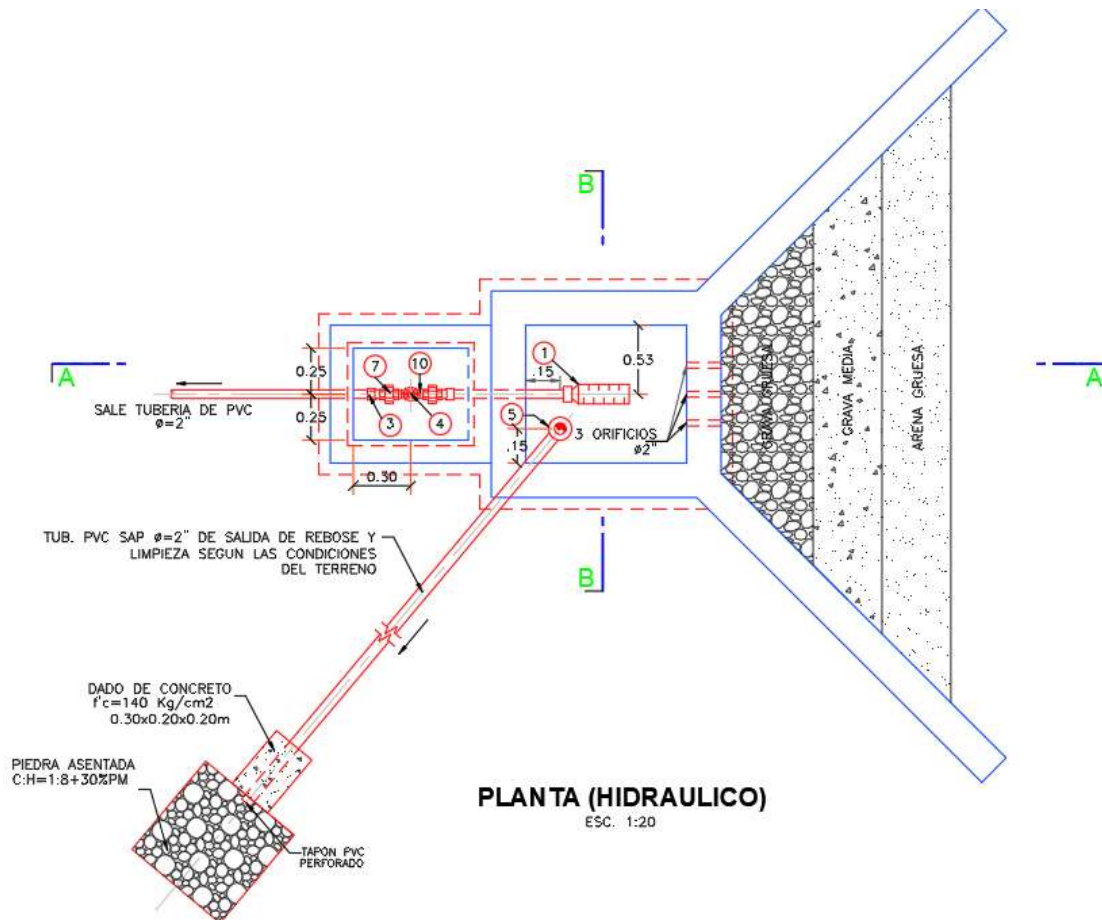 B
A
A
7
10
1
.15
0.53
0.25
0.25
SALE TUBERIA DE PVC
ø=2"
3
4
5
3 ORIFICIOS
ø2"
.15
0.30
GRAVA GRUESA
GRAVA MEDIA
ARENA GRUESA
TUB. PVC SAP ø=2" DE SALIDA DE REBOSE Y
LIMPIEZA SEGUN LAS CONDICIONES
DEL TERRENO
B
DADO DE CONCRETO
f'c=140 Kg/cm2
0.30x0.20x0.20m
PIEDRA ASENTADA
C:H=1:8+30%PM
TAPON PVC
PERFORADO
PLANTA (HIDRAULICO)
ESC. 1:20